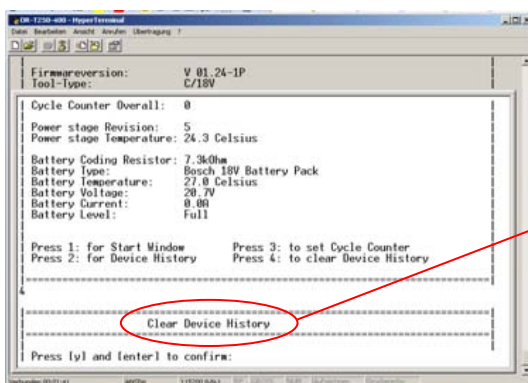 OR-T250-400 - HyperTerminal
Datei Bearbeiten Ansicht Anrufen Übertragung ?
Firmwareversion: V 01.24-1P
Tool-Type: C/18V
Cycle Counter Overall: 0
Power stage Revision: 5
Power stage Temperature: 24.3 Celsius
Battery Coding Resistor: 7.3kOhm
Battery Type: Bosch 18V Battery Pack
Battery Temperature: 27.0 Celsius
Battery Voltage: 20.7V
Battery Current: 0.0A
Battery Level: Full
Press 1: for Start Window Press 3: to set Cycle Counter
Press 2: for Device History Press 4: to clear Device History
4
Clear Device History
Press [y] and [enter] to confirm: